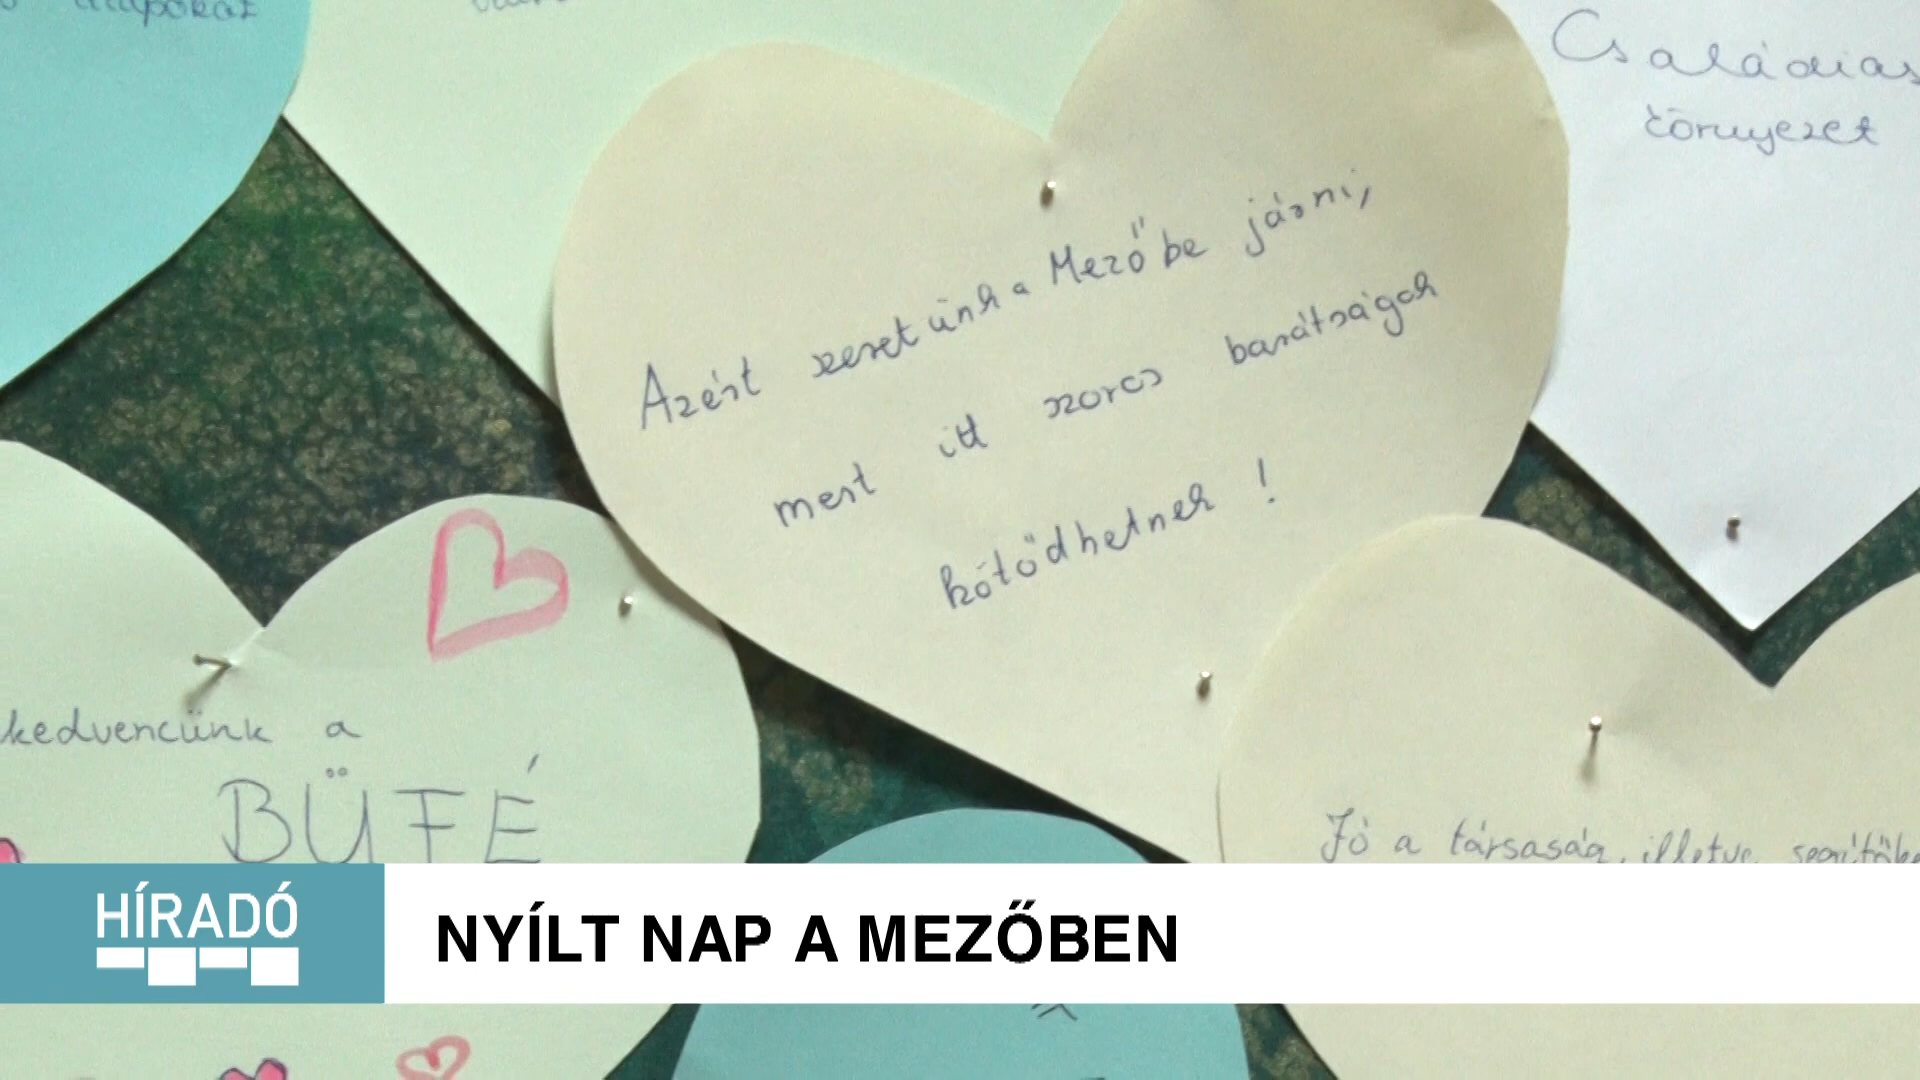 Családias
környezet
Azért szeretünk a Mezőbe járni,
mert itt szoros barátságok
kötődhetnek !
kedvencünk a
BÜFÉ
Jó a társaság, illetve
HÍRADÓ
NYÍLT NAP A MEZŐBEN